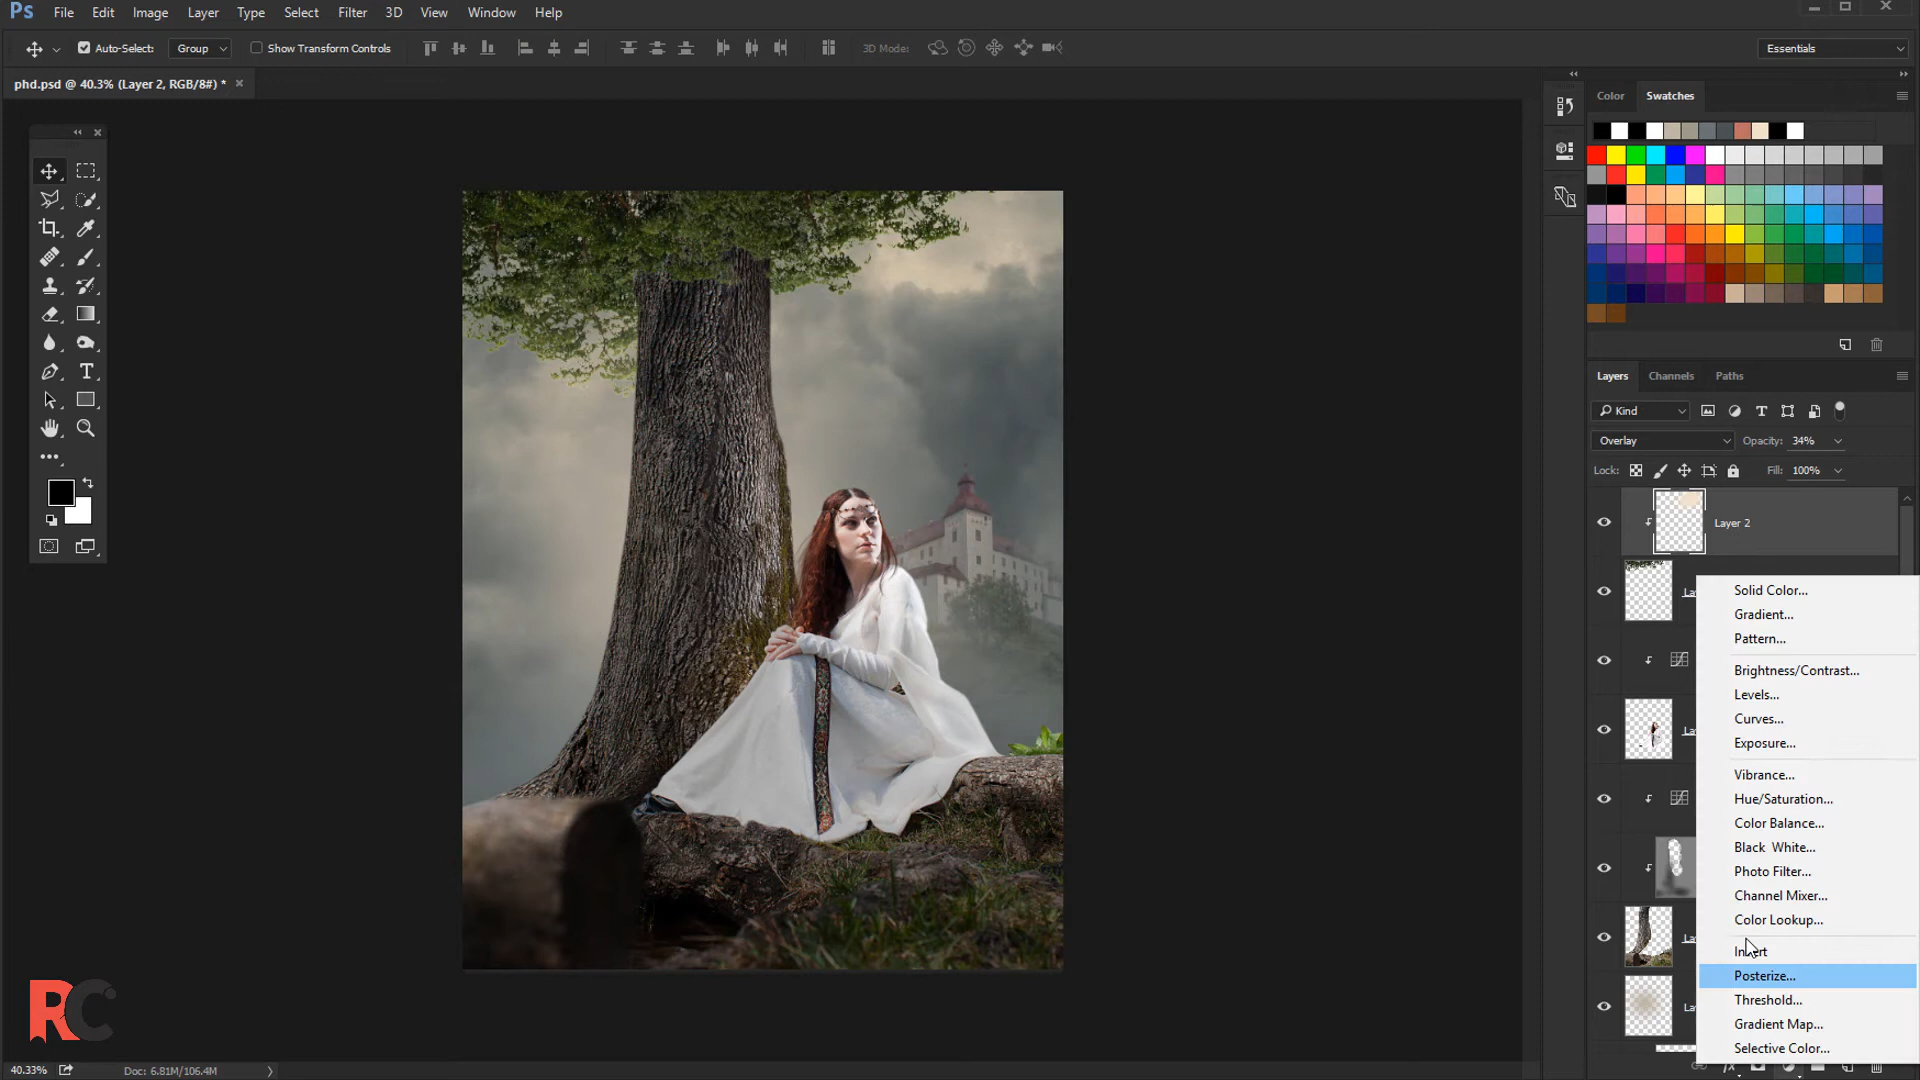 Ps File Edit Image Layer Type Select Filter 3D View Window Help
Auto-Select: Group Show Transform Controls 3D Mode: Essentials
phd.psd @ 40.3% (Layer 2, RGB/8#) *
Color Swatches
Layers Channels Paths
Kind
Overlay Opacity: 34%
Lock: Fill: 100%
Layer 2
Solid Color...
Gradient...
Pattern...
Brightness/Contrast...
Levels...
Curves...
Exposure...
Vibrance...
Hue/Saturation...
Color Balance...
Black White...
Photo Filter...
Channel Mixer...
Color Lookup...
Invert
Posterize...
Threshold...
Gradient Map...
Selective Color...
RC
40.33% Doc: 6.81M/106.4M